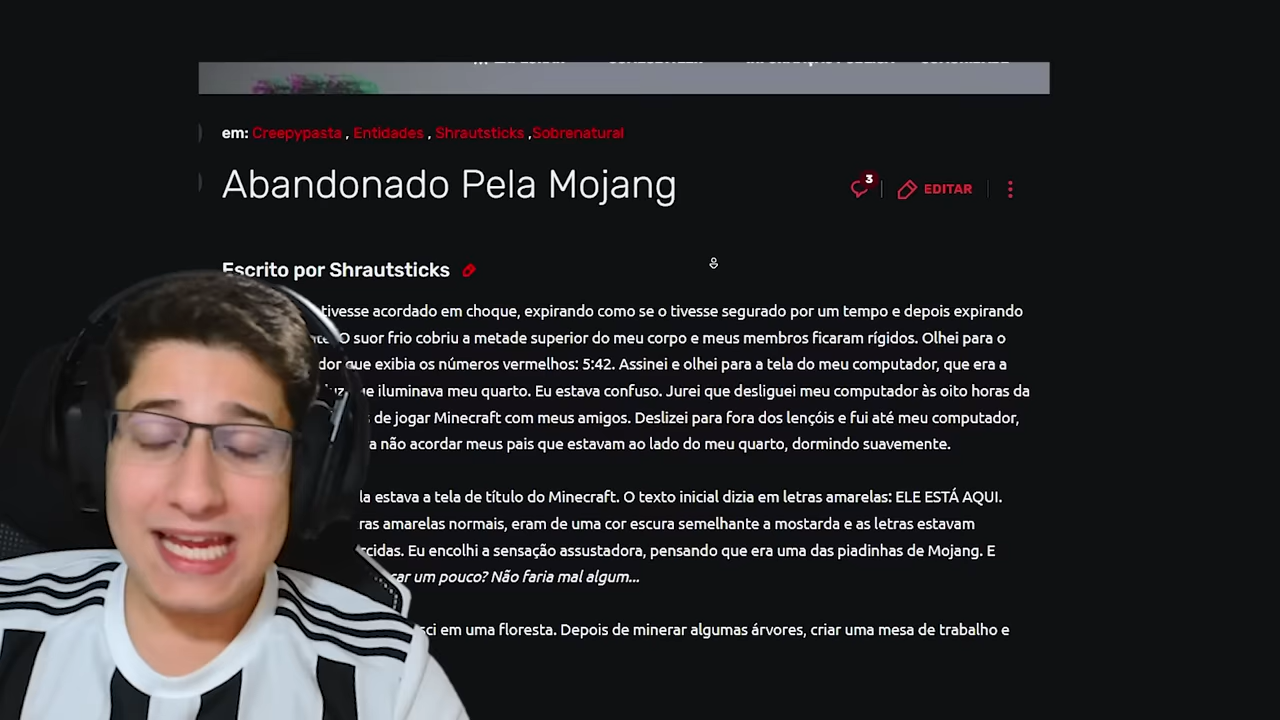 em: Creepypasta , Entidades , Shrautsticks ,Sobrenatural
Abandonado Pela Mojang
3
EDITAR
Escrito por Shrautsticks
tivesse acordado em choque, expirando como se o tivesse segurado por um tempo e depois expirando
O suor frio cobriu a metade superior do meu corpo e meus membros ficaram rígidos. Olhei para o
que exibia os números vermelhos: 5:42. Assinei e olhei para a tela do meu computador, que era a
iluminava meu quarto. Eu estava confuso. Jurei que desliguei meu computador às oito horas da
de jogar Minecraft com meus amigos. Deslizei para fora dos lençóis e fui até meu computador,
a não acordar meus pais que estavam ao lado do meu quarto, dormindo suavemente.
estava a tela de título do Minecraft. O texto inicial dizia em letras amarelas: ELE ESTÁ AQUI.
amarelas normais, eram de uma cor escura semelhante a mostarda e as letras estavam
Eu encolhi a sensação assustadora, pensando que era uma das piadinhas de Mojang. E
um pouco? Não faria mal algum...
em uma floresta. Depois de minerar algumas árvores, criar uma mesa de trabalho e